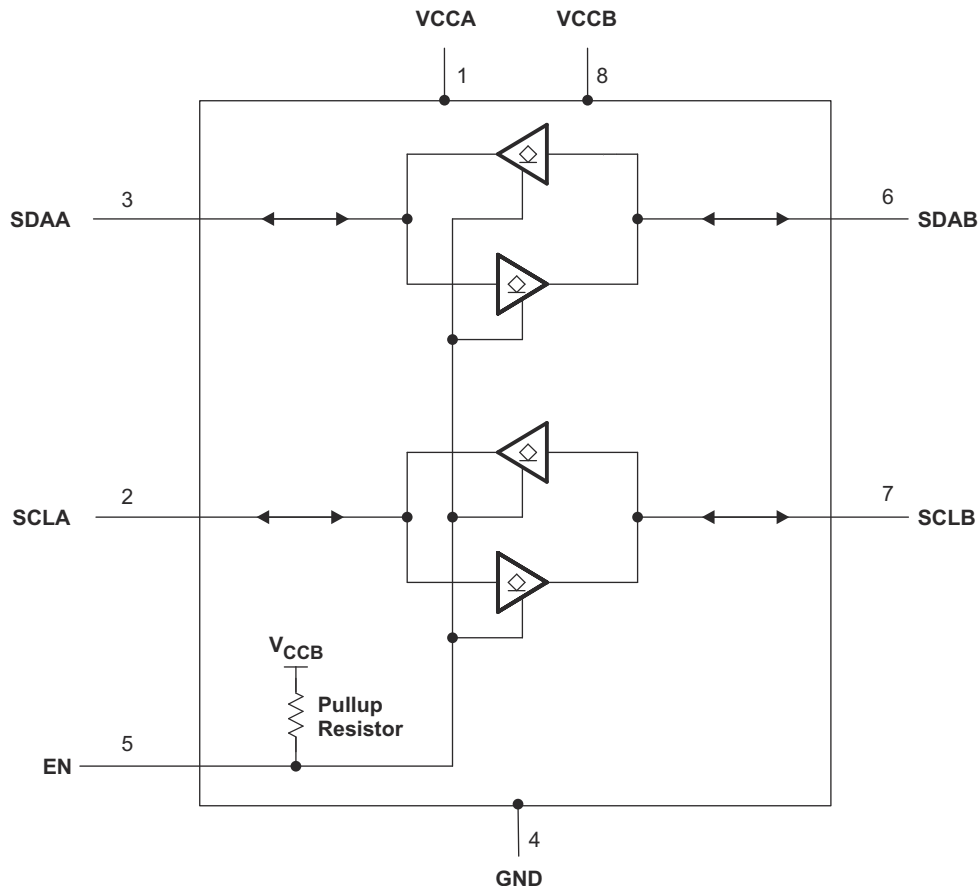 VCCA VCCB
1 8
SDAA 3 6 SDAB
SCLA 2 7 SCLB
VCCB
Pullup
Resistor
EN 5
4
GND